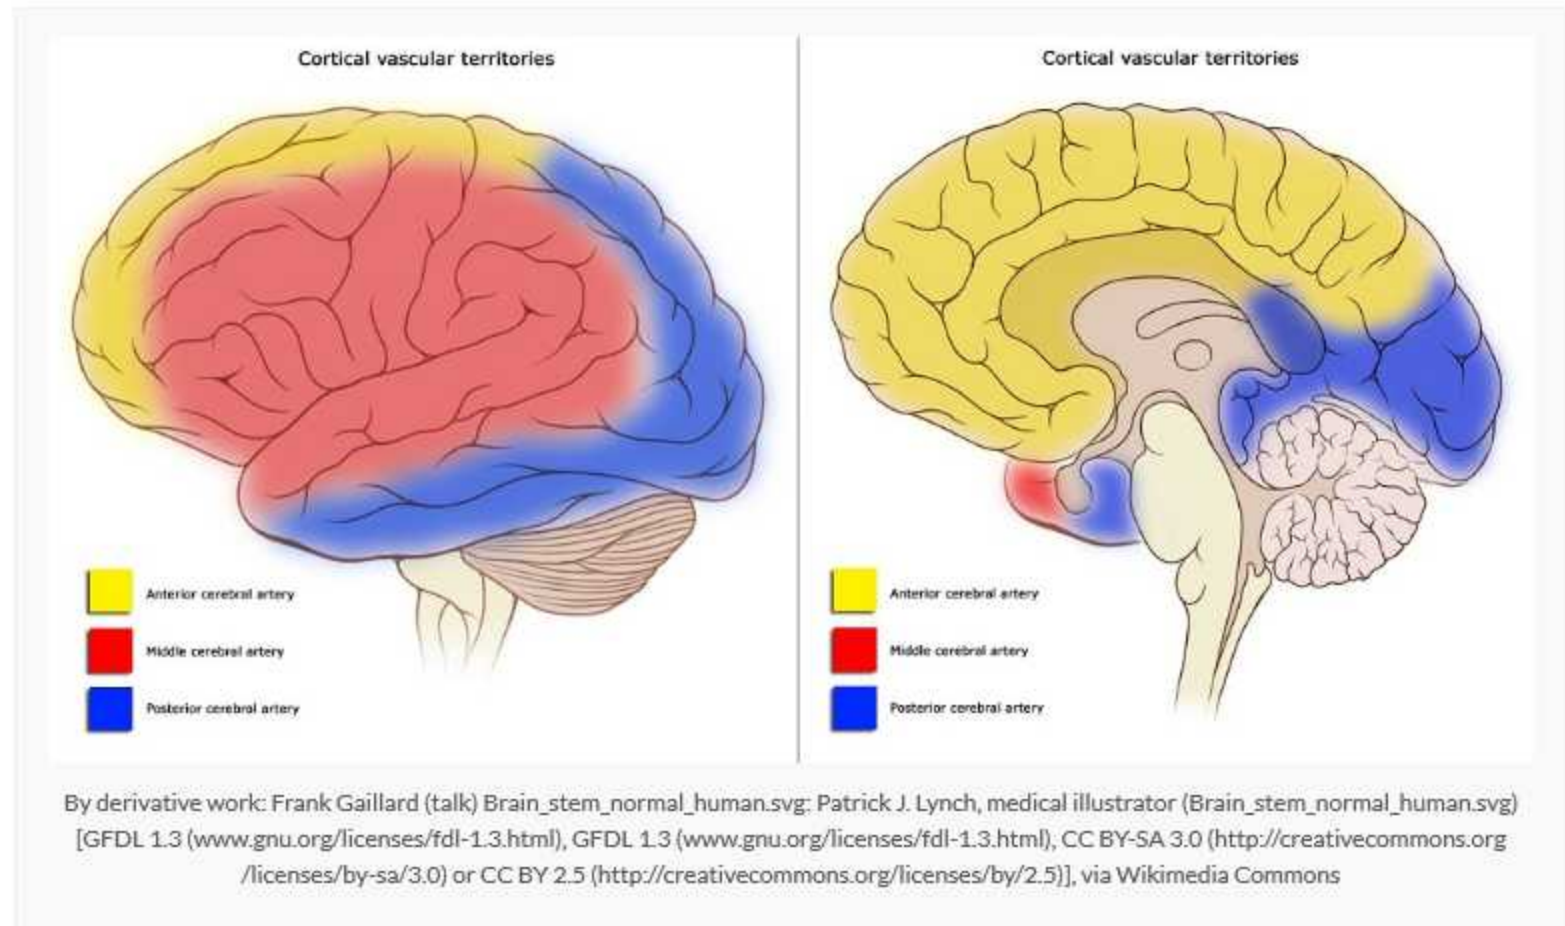 Cortical vascular territories
Anterior cerebral artery
Middle cerebral artery
Posterior cerebral artery
Cortical vascular territories
Anterior cerebral artery
Middle cerebral artery
Posterior cerebral artery
By derivative work: Frank Gaillard (talk) Brain_stem_normal_human.svg: Patrick J. Lynch, medical illustrator (Brain_stem_normal_human.svg)
[GFDL 1.3 (www.gnu.org/licenses/fdl-1.3.html), GFDL 1.3 (www.gnu.org/licenses/fdl-1.3.html), CC BY-SA 3.0 (http://creativecommons.org
/licenses/by-sa/3.0) or CC BY 2.5 (http://creativecommons.org/licenses/by/2.5)], via Wikimedia Commons